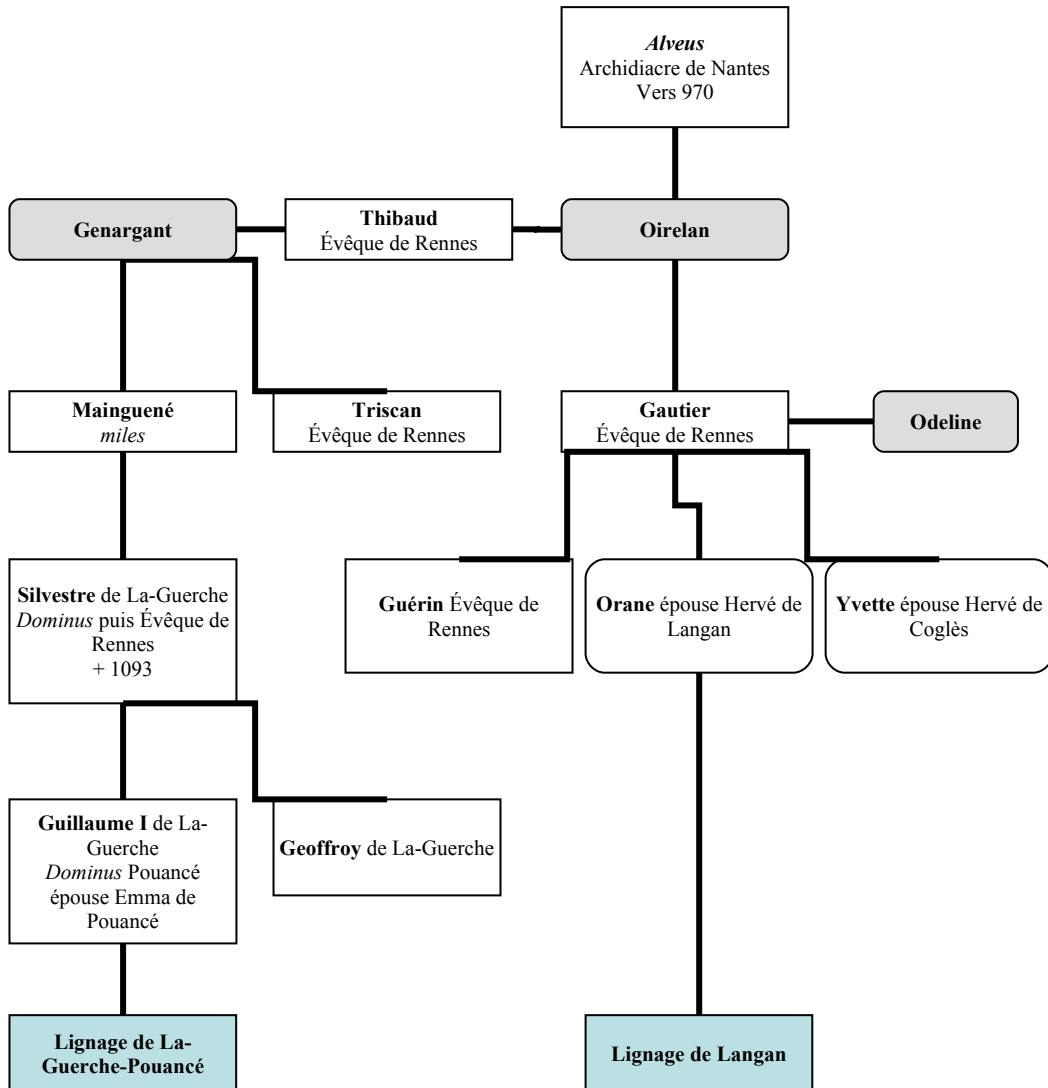 Alveus
Archidiacre de Nantes
Vers 970
Genargant
Thibaud
Évêque de Rennes
Oirelan
Mainguené
miles
Triscan
Évêque de Rennes
Gautier
Évêque de Rennes
Odeline
Silvestre de La-Guerche
Dominus puis Évêque de
Rennes
+ 1093
Guérin Évêque de
Rennes
Orane épouse Hervé de
Langan
Yvette épouse Hervé de
Coglès
Guillaume I de La-
Guerche
Dominus Pouancé
épouse Emma de
Pouancé
Geoffroy de La-Guerche
Lignage de La-
Guerche-Pouancé
Lignage de Langan